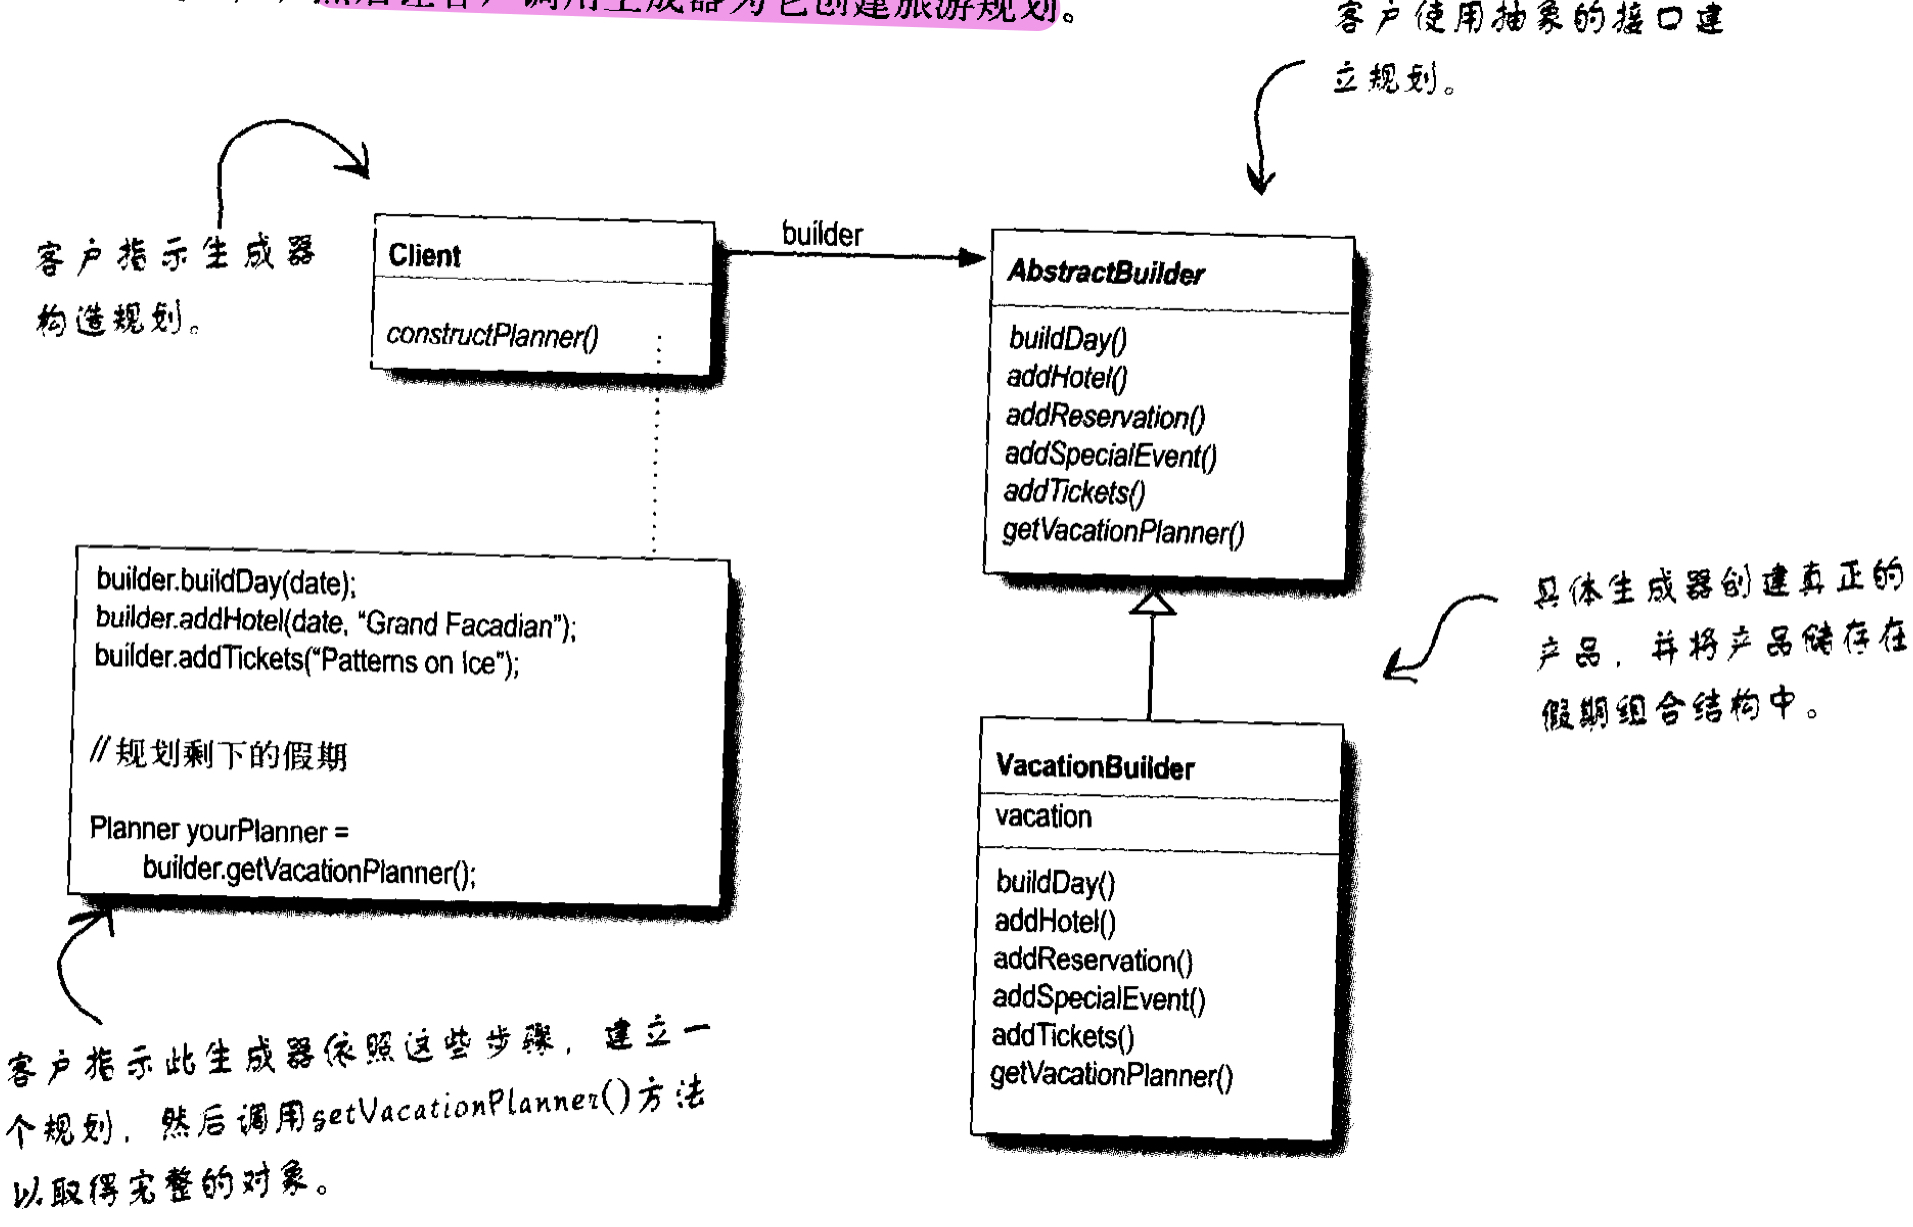 然后让客户调用生成器为它创建旅游规划。
客户使用抽象的接口建
立规划。
客户指示生成器
构造规划。
Client
constructPlanner()
builder
AbstractBuilder
buildDay()
addHotel()
addReservation()
addSpecialEvent()
addTickets()
getVacationPlanner()
builder.buildDay(date);
builder.addHotel(date, “Grand Facadian”);
builder.addTickets(“Patterns on Ice”);
//规划剩下的假期
Planner yourPlanner =
builder.getVacationPlanner();
具体生成器创建真正的
产品，并将产品储存在
假期组合结构中。
VacationBuilder
vacation
buildDay()
addHotel()
addReservation()
addSpecialEvent()
addTickets()
getVacationPlanner()
客户指示此生成器依照这些步骤，建立一
个规划，然后调用getVacationPlanner()方法
以取得完整的对象。